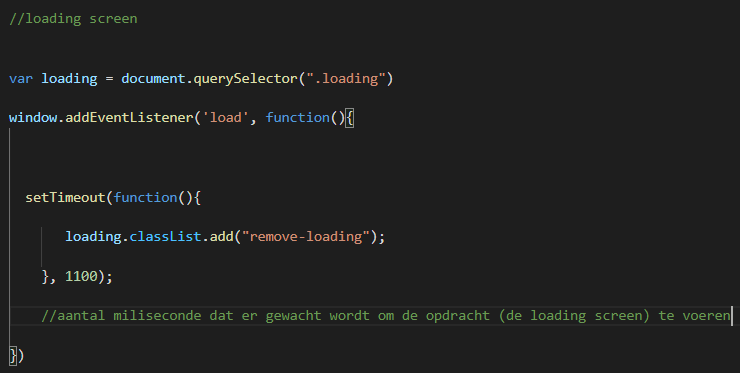 //loading screen
var loading = document.querySelector(".loading")
window.addEventListener('load', function(){
setTimeout(function(){
loading.classList.add("remove-loading");
}, 1100);
//aantal miliseconde dat er gewacht wordt om de opdracht (de loading screen) te voeren
})